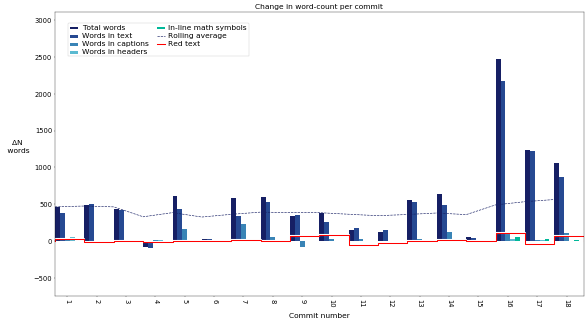 Change in word-count per commit
Total words
Words in text
Words in captions
Words in headers
In-line math symbols
Rolling average
Red text
3000
2500
2000
1500
1000
500
0
−500
ΔN
words
1 2 3 4 5 6 7 8 9 10 11 12 13 14 15 16 17 18
Commit number